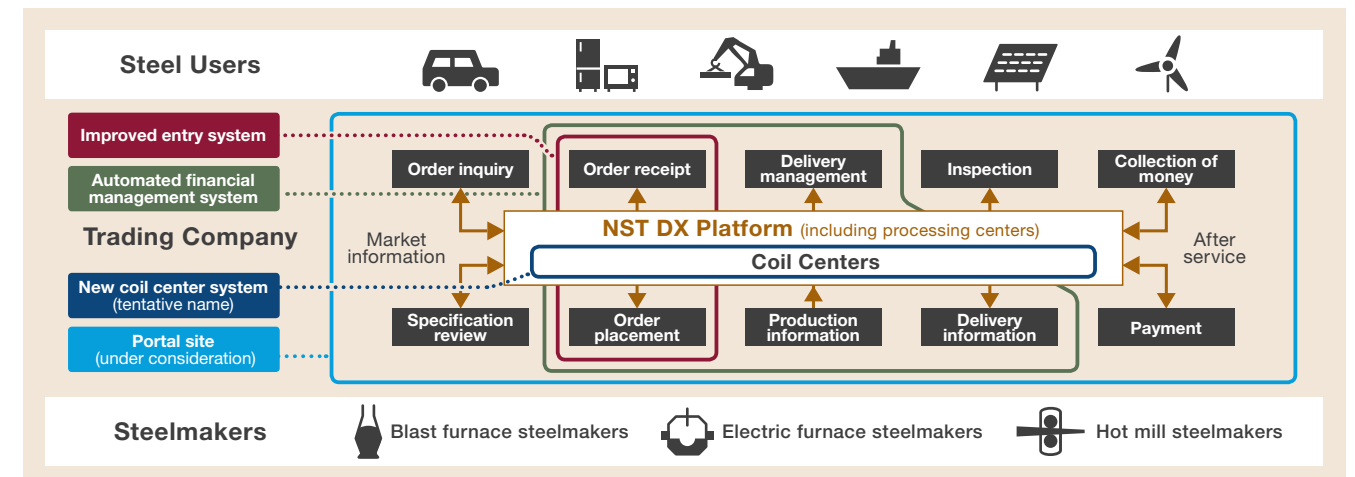 Steel Users
Improved entry system
Automated financial
management system
Trading Company
New coil center system
(tentative name)
Portal site
(under consideration)
Order inquiry
Order receipt
Delivery
management
Inspection
Collection of
money
Market
information
NST DX Platform (including processing centers)
Coil Centers
After
service
Specification
review
Order
placement
Production
information
Delivery
information
Payment
Steelmakers
Blast furnace steelmakers
Electric furnace steelmakers
Hot mill steelmakers